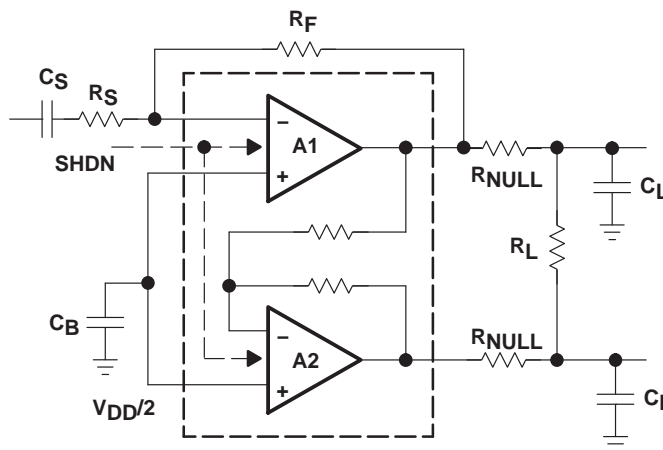 RF
CS
RS
−
A1
SHDN
+
RNULL
CL
RL
CB
−
A2
+
RNULL
VDD/2
C